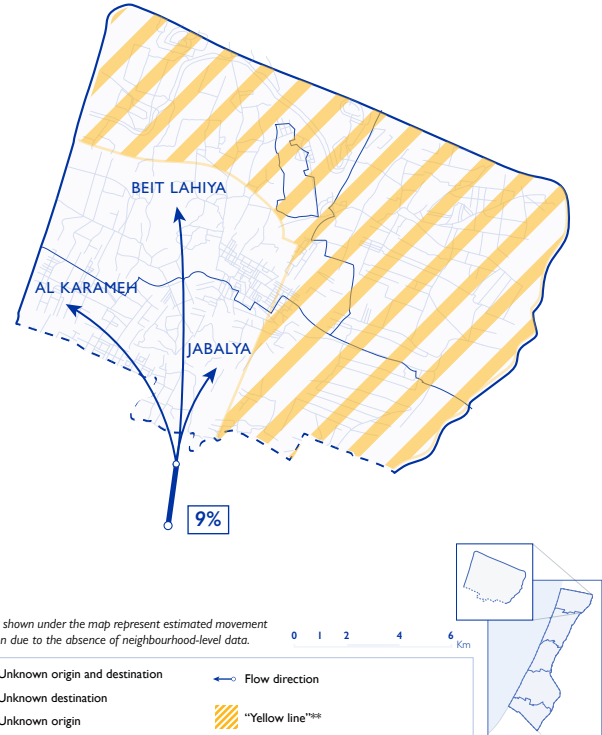 BEIT LAHIYA
AL KARAMEH
JABALYA
9%
shown under the map represent estimated movement
n due to the absence of neighbourhood-level data.
0 1 2 4 6
Km
Unknown origin and destination
Unknown destination
Unknown origin
Flow direction
"Yellow line"**